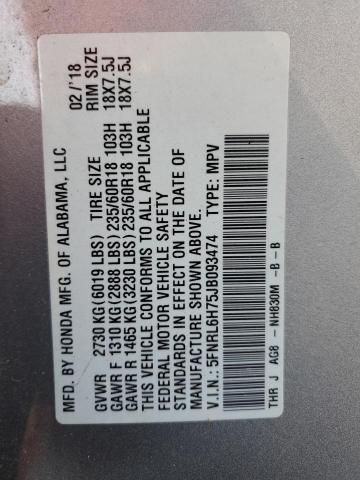 MFD. BY HONDA MFG. OF ALABAMA, LLC 02/'18
GVWR 2730 KG(6019 LBS) TIRE SIZE RIM SIZE
GAWR F 1310 KG(2888 LBS) 235/60R18 103H 18X7.5J
GAWR R 1465 KG(3230 LBS) 235/60R18 103H 18X7.5J
THIS VEHICLE CONFORMS TO ALL APPLICABLE
FEDERAL MOTOR VEHICLE SAFETY
STANDARDS IN EFFECT ON THE DATE OF
MANUFACTURE SHOWN ABOVE.
V.I.N.: 5FNRL6H75JB093474 TYPE: MPV
THR J AG8 - NH830M -B -B